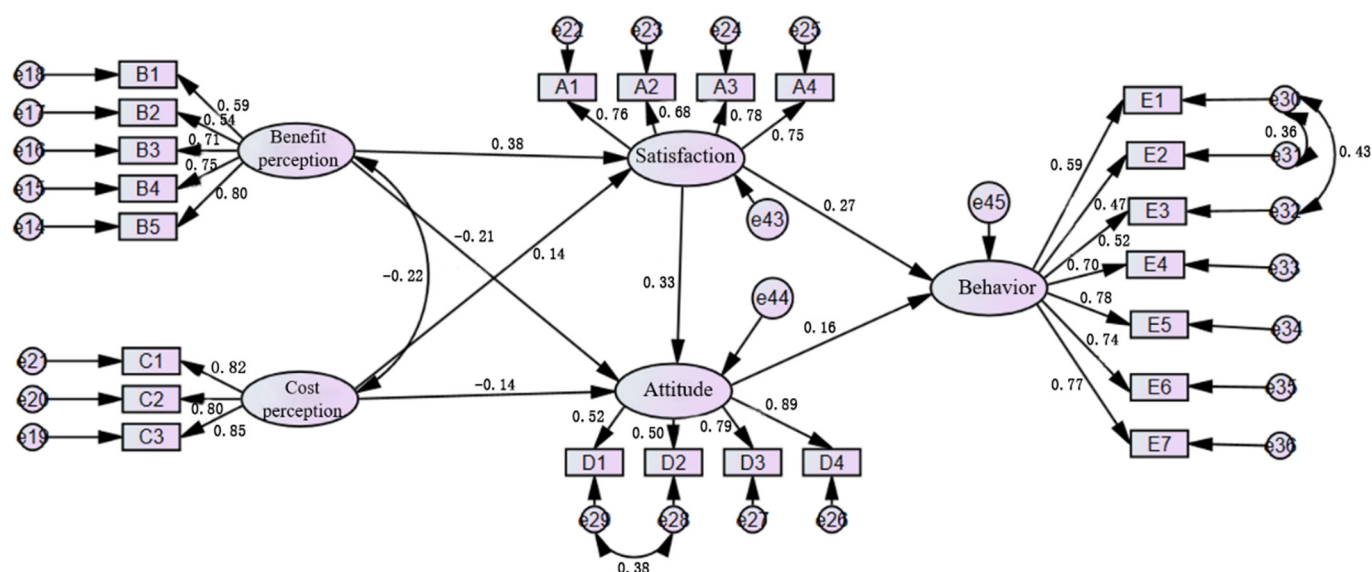 e22
e23
e24
e25
A1
A2
A3
A4
0.76
0.68
0.78
0.75
e18
B1
e17
B2
e16
B3
e15
B4
e14
B5
0.59
0.54
0.71
0.75
0.80
Benefit
perception
0.38
Satisfaction
e43
-0.21
0.14
-0.22
0.33
e44
0.27
0.16
e45
Behavior
e21
C1
e20
C2
e19
C3
0.82
0.80
0.85
Cost
perception
-0.14
Attitude
0.52
0.50
0.79
0.89
D1
D2
D3
D4
e29
e28
e27
e26
0.38
0.59
0.47
0.52
0.70
0.78
0.74
0.77
E1
e30
E2
e31
E3
e32
E4
e33
E5
e34
E6
e35
E7
e36
0.36
0.43